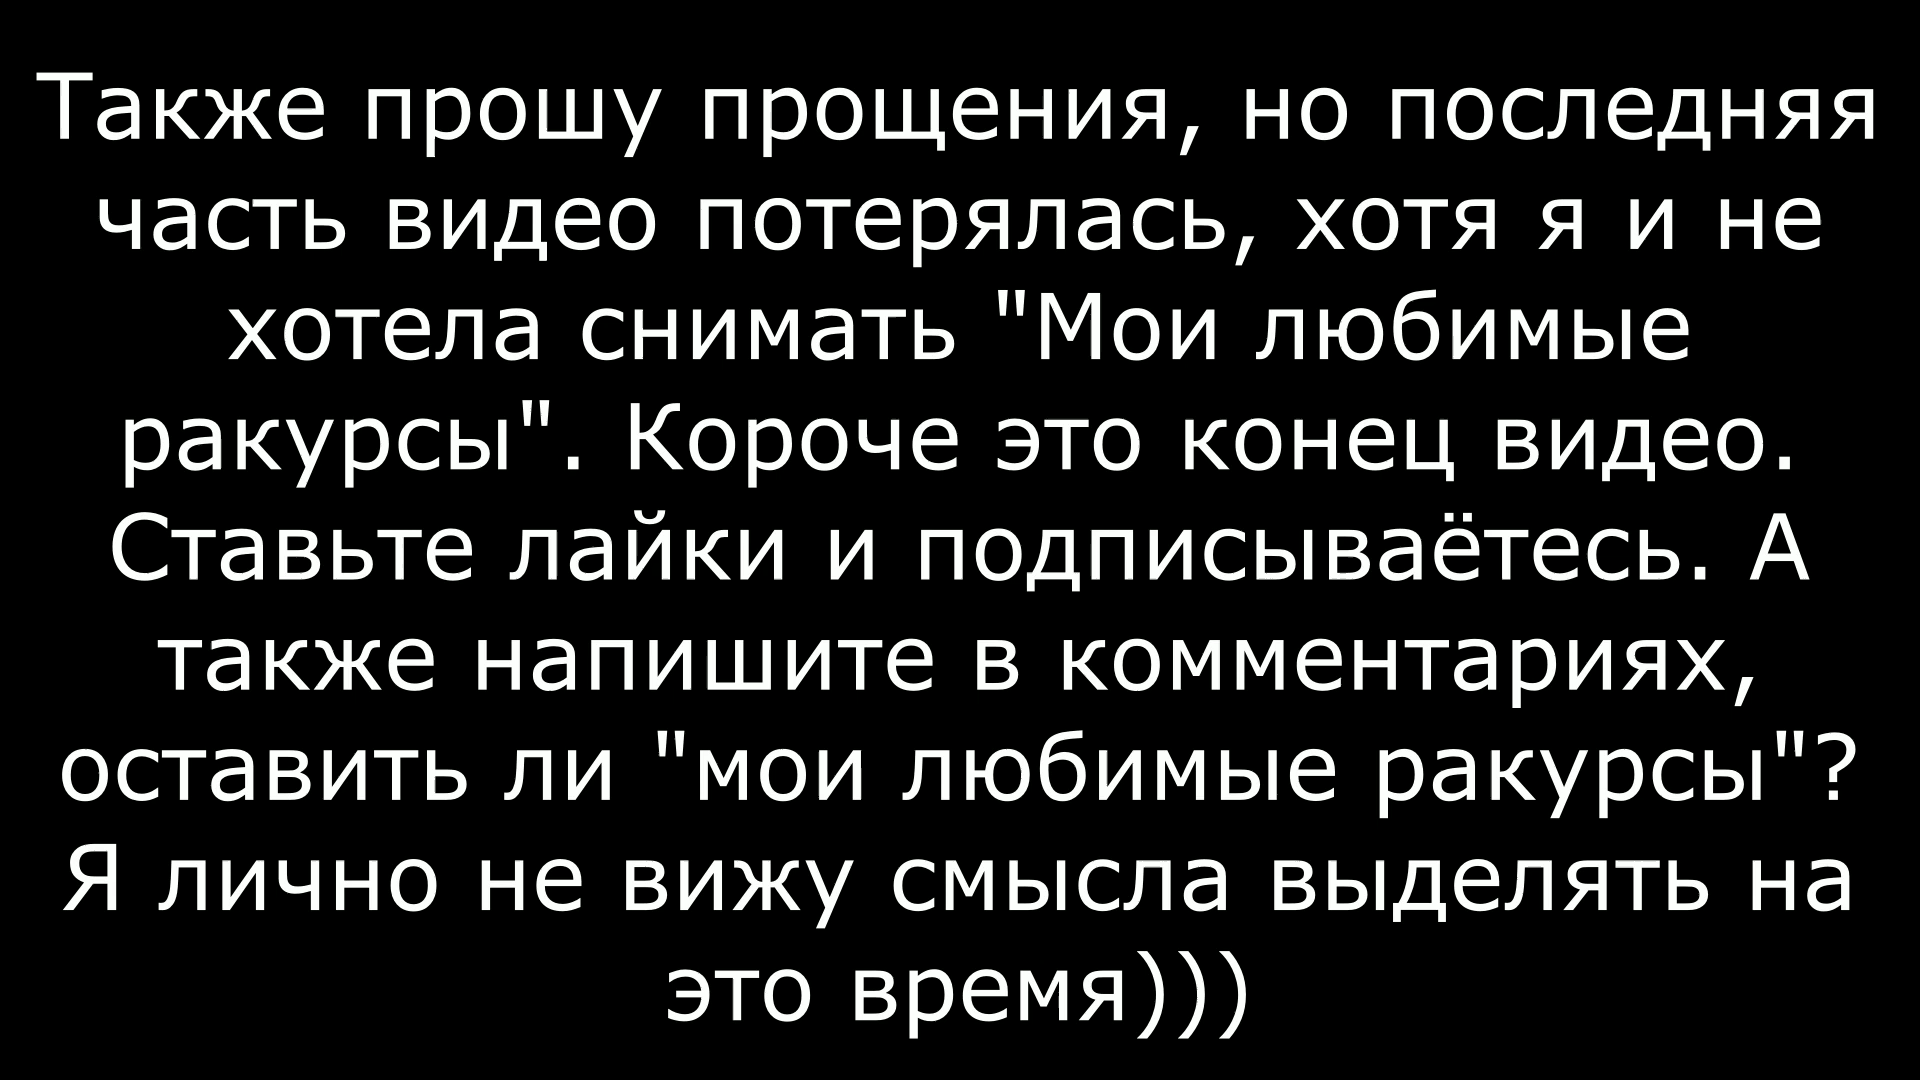 Также прошу прощения, но последняя
часть видео потерялась, хотя я и не
хотела снимать "Мои любимые
ракурсы". Короче это конец видео.
Ставьте лайки и подписываётесь. А
также напишите в комментариях,
оставить ли "мои любимые ракурсы"?
Я лично не вижу смысла выделять на
это время)))